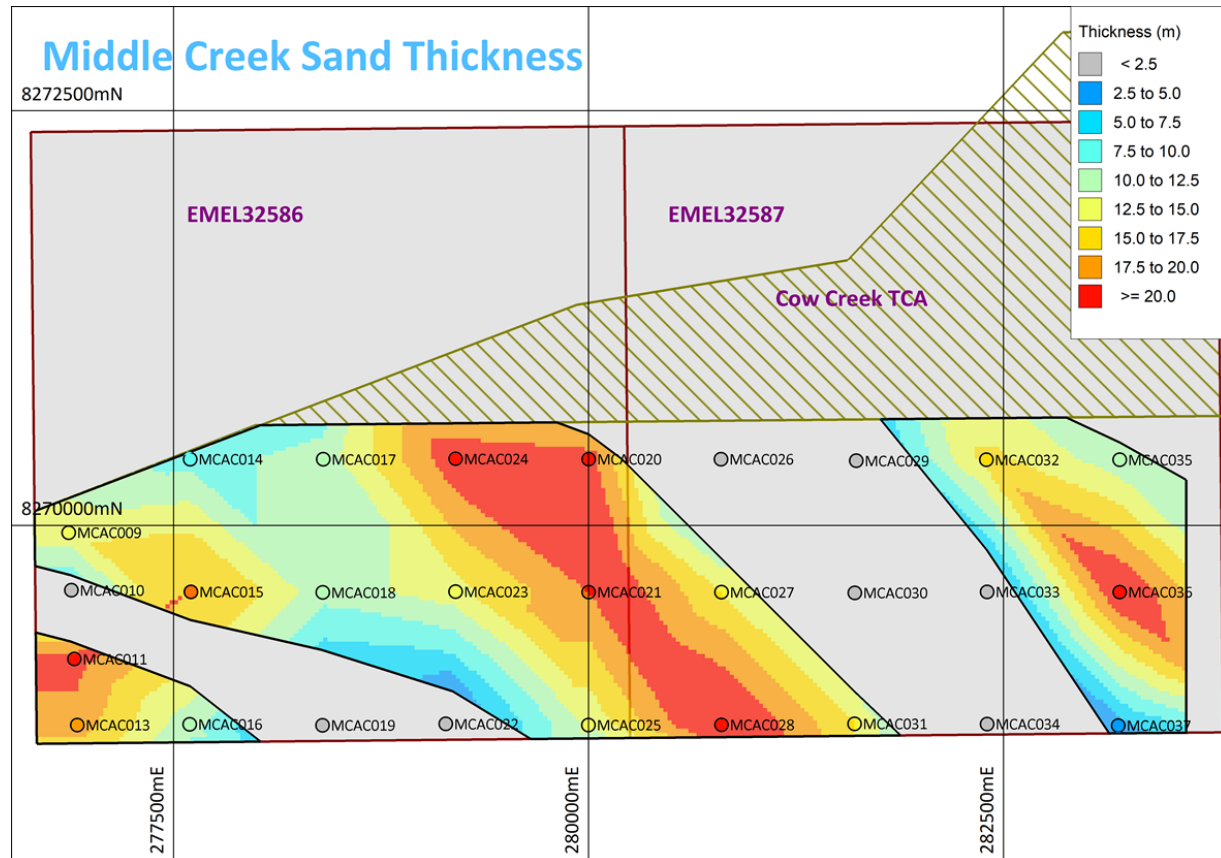 Middle Creek Sand Thickness
Thickness (m)
< 2.5
2.5 to 5.0
5.0 to 7.5
7.5 to 10.0
10.0 to 12.5
12.5 to 15.0
15.0 to 17.5
17.5 to 20.0
>= 20.0
8272500mN
EMEL32586
EMEL32587
Cow Creek TCA
MCAC014
MCAC017
MCAC024
MCAC020
MCAC026
MCAC029
MCAC032
MCAC035
8270000mN
MCAC009
MCAC010
MCAC015
MCAC018
MCAC023
MCAC021
MCAC027
MCAC030
MCAC033
MCAC036
MCAC011
MCAC013
MCAC016
MCAC019
MCAC022
MCAC025
MCAC028
MCAC031
MCAC034
MCAC037
277500mE
280000mE
282500mE